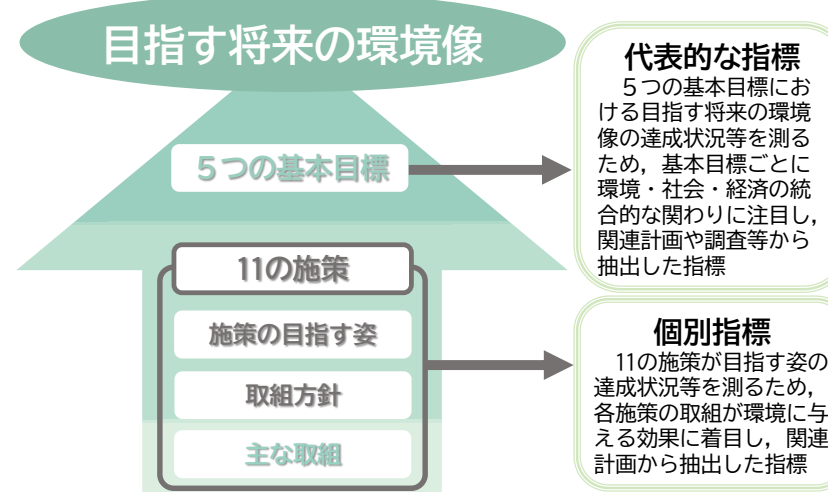 目指す将来の環境像
5つの基本目標
11の施策
施策の目指す姿
取組方針
主な取組
代表的な指標
5つの基本目標にお
ける目指す将来の環境
像の達成状況等を測る
ため，基本目標ごとに
環境・社会・経済の統
合的な関わりに注目し，
関連計画や調査等から
抽出した指標
個別指標
11の施策が目指す姿の
達成状況等を測るため，
各施策の取組が環境に与
える効果に着目し，関連
計画から抽出した指標